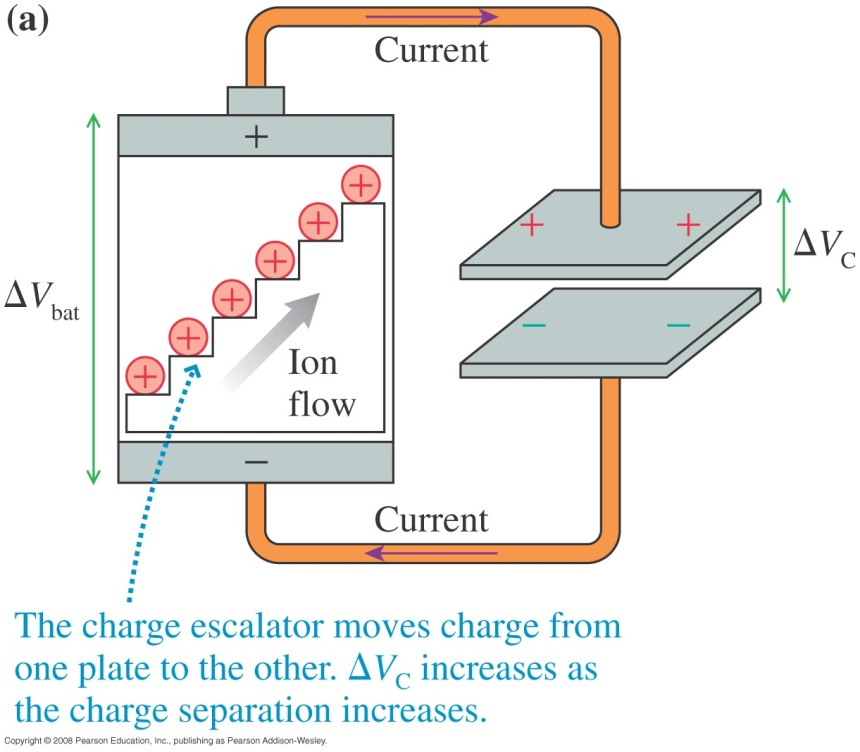 (a)
Current
+
+ + + + + +
ΔV_bat
Ion
flow
−
+ +
− −
ΔV_C
Current
The charge escalator moves charge from
one plate to the other. ΔV_C increases as
the charge separation increases.
Copyright © 2008 Pearson Education, Inc., publishing as Pearson Addison-Wesley.